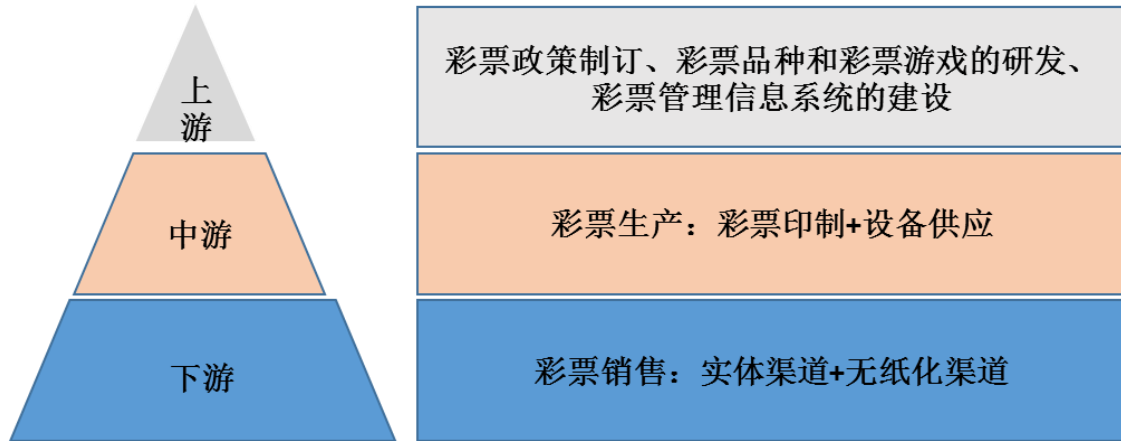 上
游
彩票政策制订、彩票品种和彩票游戏的研发、
彩票管理信息系统的建设
中游
彩票生产：彩票印制+设备供应
下游
彩票销售：实体渠道+无纸化渠道